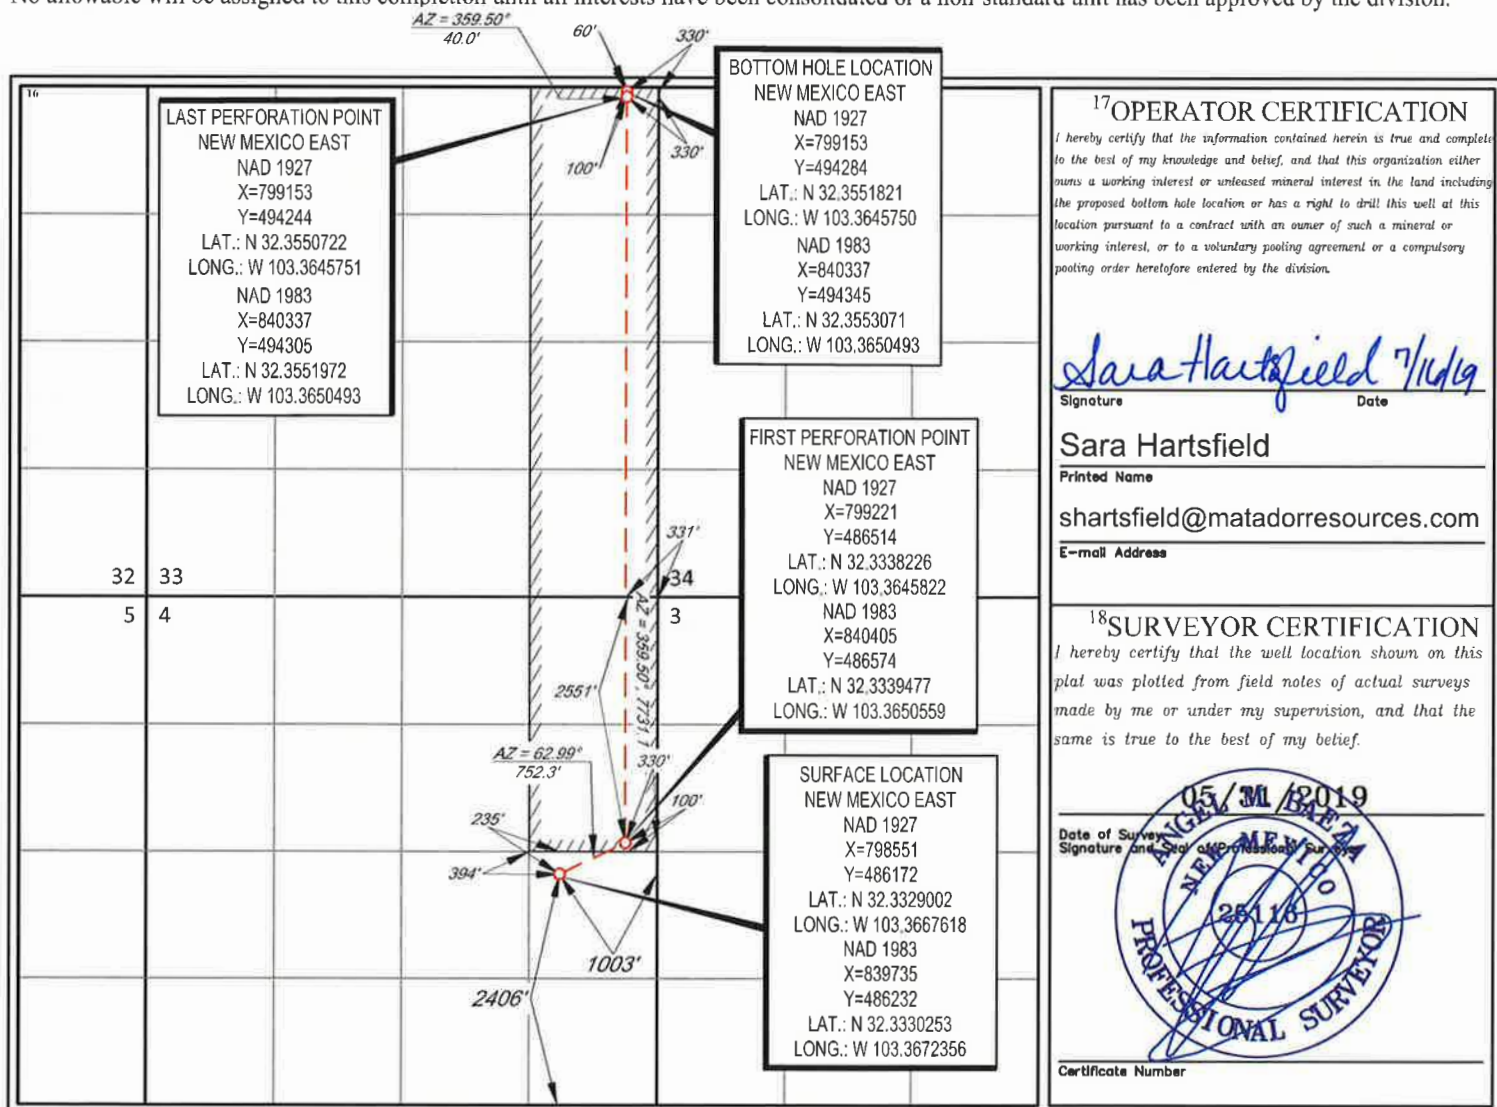 No allowable will be assigned to this completion until all interests have been consolidated or a non-standard unit has been approved by the division.
AZ = 359.50°
40.0'
60'
330'
330'
100'
16
LAST PERFORATION POINT
NEW MEXICO EAST
NAD 1927
X=799153
Y=494244
LAT.: N 32.3550722
LONG.: W 103.3645751
NAD 1983
X=840337
Y=494305
LAT.: N 32.3551972
LONG.: W 103.3650493
BOTTOM HOLE LOCATION
NEW MEXICO EAST
NAD 1927
X=799153
Y=494284
LAT.: N 32.3551821
LONG.: W 103.3645750
NAD 1983
X=840337
Y=494345
LAT.: N 32.3553071
LONG.: W 103.3650493
FIRST PERFORATION POINT
NEW MEXICO EAST
NAD 1927
X=799221
Y=486514
LAT.: N 32.3338226
LONG.: W 103.3645822
NAD 1983
X=840405
Y=486574
LAT.: N 32.3339477
LONG.: W 103.3650559
331'
32 33
34
5 4
3
AZ = 359.50°, 7731.1'
2551'
AZ = 62.99°
752.3'
330'
100'
235'
394'
1003'
2406'
SURFACE LOCATION
NEW MEXICO EAST
NAD 1927
X=798551
Y=486172
LAT.: N 32.3329002
LONG.: W 103.3667618
NAD 1983
X=839735
Y=486232
LAT.: N 32.3330253
LONG.: W 103.3672356
17 OPERATOR CERTIFICATION
I hereby certify that the information contained herein is true and complete
to the best of my knowledge and belief, and that this organization either
owns a working interest or unleased mineral interest in the land including
the proposed bottom hole location or has a right to drill this well at this
location pursuant to a contract with an owner of such a mineral or
working interest, or to a voluntary pooling agreement or a compulsory
pooling order heretofore entered by the division.
Sara Hartsfield 7/16/19
Signature Date
Sara Hartsfield
Printed Name
shartsfield@matadorresources.com
E-mail Address
18 SURVEYOR CERTIFICATION
I hereby certify that the well location shown on this
plat was plotted from field notes of actual surveys
made by me or under my supervision, and that the
same is true to the best of my belief.
05/31/2019
Date of Survey
Signature and Seal of Professional Surveyor
ANGEL M. BAEZA
NEW MEXICO
25116
PROFESSIONAL SURVEYOR
Certificate Number